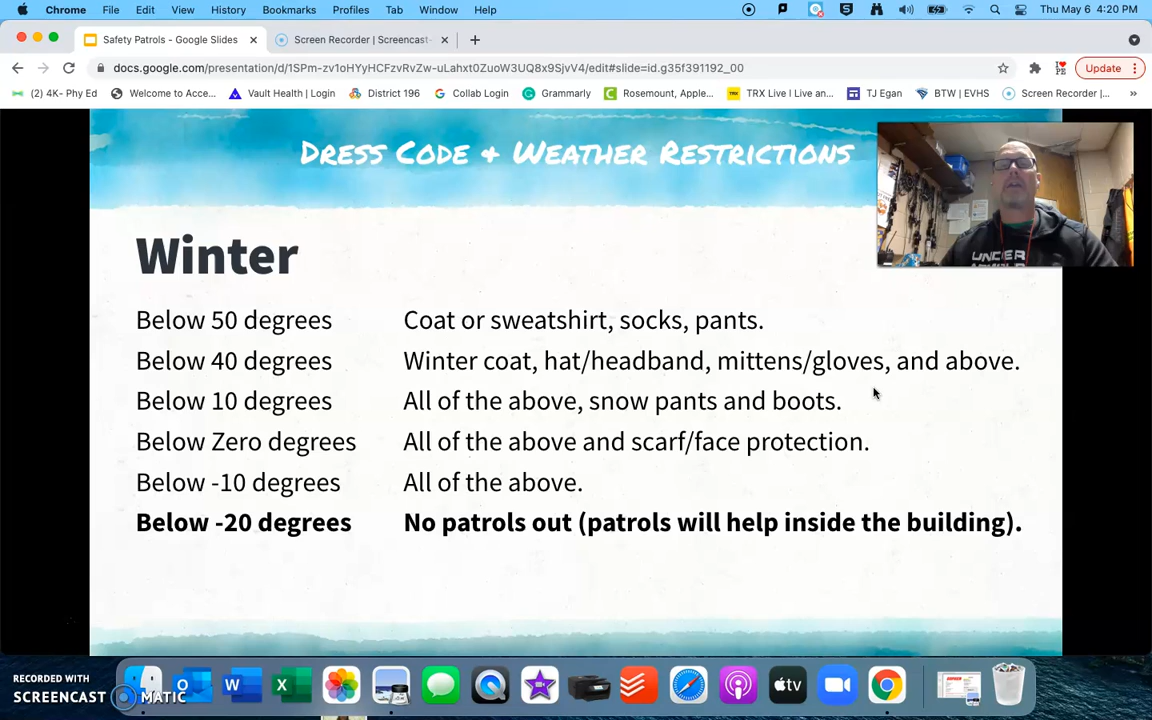 Chrome File Edit View History Bookmarks Profiles Tab Window Help Thu May 6 4:20 PM
Safety Patrols - Google Slides Screen Recorder | Screencast-
docs.google.com/presentation/d/1SPm-zv1oHYyHCFzvRvZw-uLahxt0ZuoW3UQ8x9SjvV4/edit#slide=id.g35f391192_00 Update
(2) 4K- Phy Ed Welcome to Acce... Vault Health | Login District 196 Collab Login Grammarly Rosemount, Apple... TRX Live I Live an... TJ Egan BTW | EVHS Screen Recorder |... »
Dress Code & Weather Restrictions
UNDER
Winter
Below 50 degrees Coat or sweatshirt, socks, pants.
Below 40 degrees Winter coat, hat/headband, mittens/gloves, and above.
Below 10 degrees All of the above, snow pants and boots.
Below Zero degrees All of the above and scarf/face protection.
Below -10 degrees All of the above.
Below -20 degrees No patrols out (patrols will help inside the building).
RECORDED WITH
SCREENCAST MATIC
tv